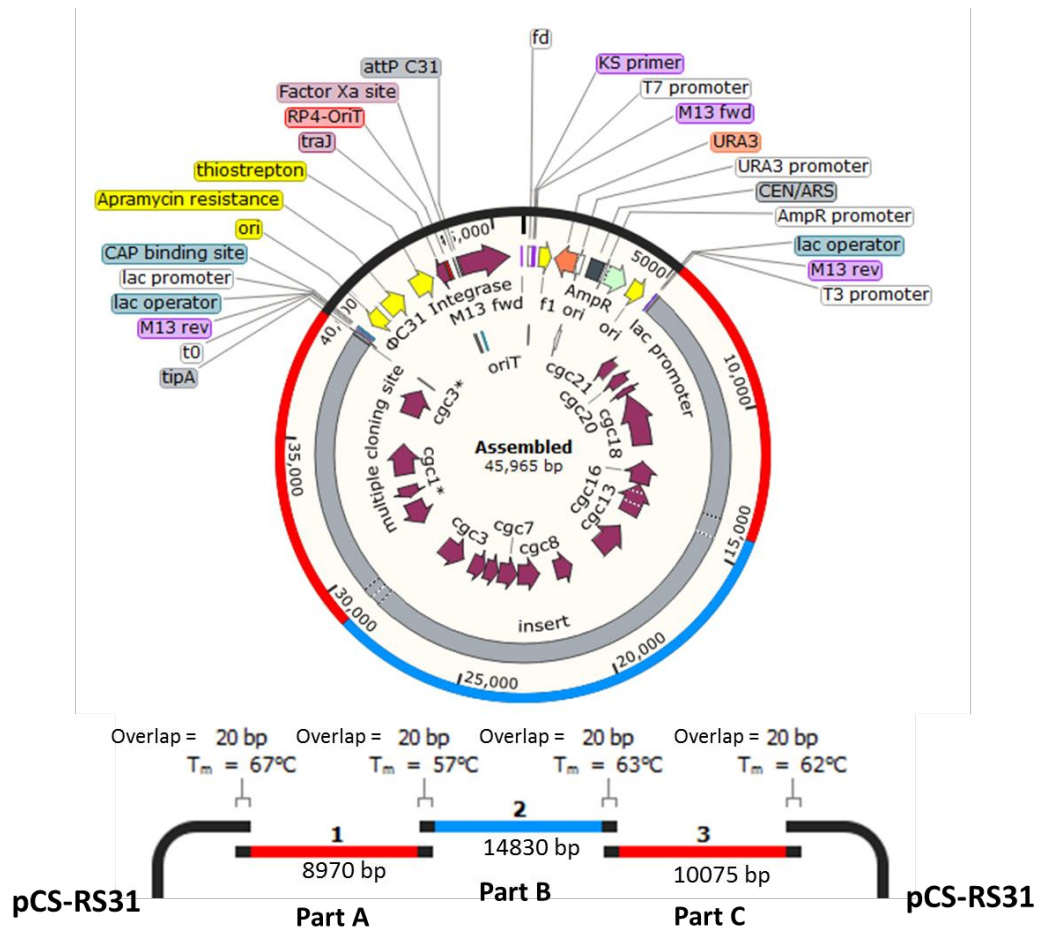 fd
attP C31
Factor Xa site
RP4-OriT
traJ
thiostrepton
Apramycin resistance
ori
CAP binding site
lac promoter
lac operator
M13 rev
t0
tipA
KS primer
T7 promoter
M13 fwd
URA3
URA3 promoter
CEN/ARS
AmpR promoter
lac operator
M13 rev
T3 promoter
5000
10,000
15,000
20,000
25,000
30,000
35,000
ΦC31 Integrase
M13 fwd
f1 ori
AmpR
ori
lac promoter
oriT
multiple cloning site
cgc3*
cgc1*
cgc3
cgc7
cgc8
cgc13
cgc16
cgc18
cgc20
cgc21
Assembled
45,965 bp
insert
Overlap = 20 bp Overlap = 20 bp Overlap = 20 bp Overlap = 20 bp
Tm = 67°C Tm = 57°C Tm = 63°C Tm = 62°C
1 2 3
8970 bp 14830 bp 10075 bp
pCS-RS31 Part A Part B Part C pCS-RS31